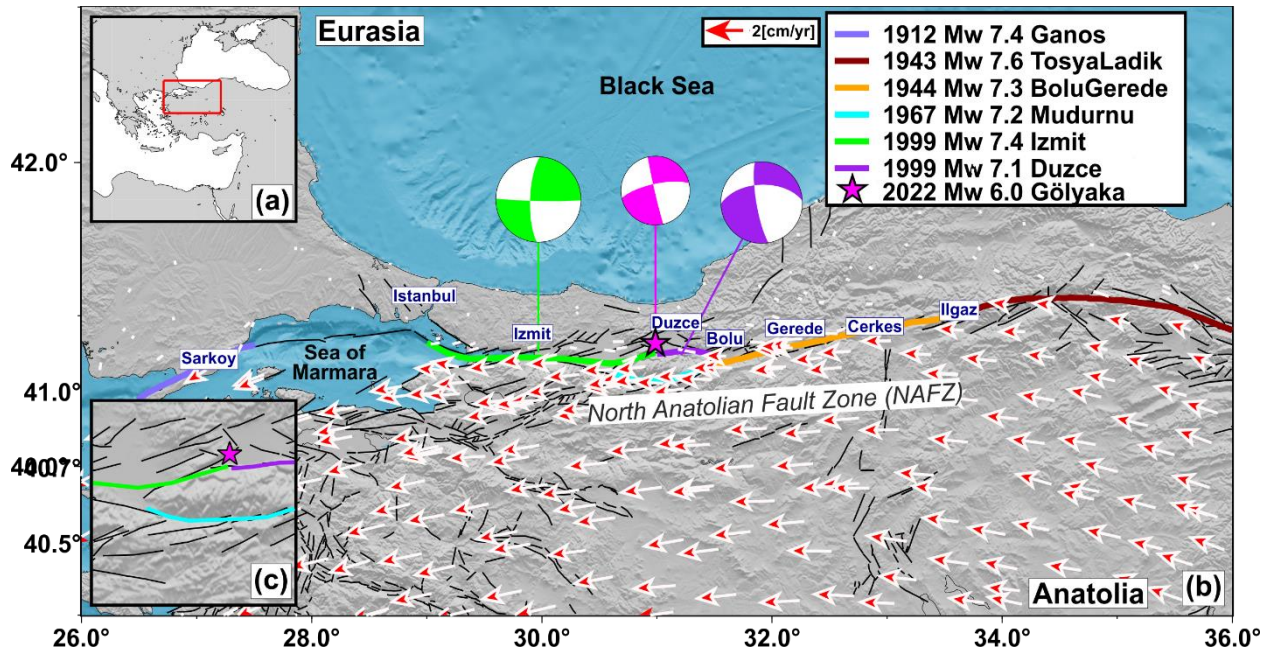 Eurasia
2[cm/yr]
1912 Mw 7.4 Ganos
1943 Mw 7.6 TosyaLadik
1944 Mw 7.3 BoluGerede
1967 Mw 7.2 Mudurnu
1999 Mw 7.4 Izmit
1999 Mw 7.1 Duzce
2022 Mw 6.0 Gölyaka
Black Sea
42.0°
(a)
Istanbul
Izmit
Duzce
Bolu
Gerede
Cerkes
Ilgaz
Sarkoy
Sea of
Marmara
41.0°
North Anatolian Fault Zone (NAFZ)
40.5°
(c)
Anatolia
(b)
26.0°
28.0°
30.0°
32.0°
34.0°
36.0°